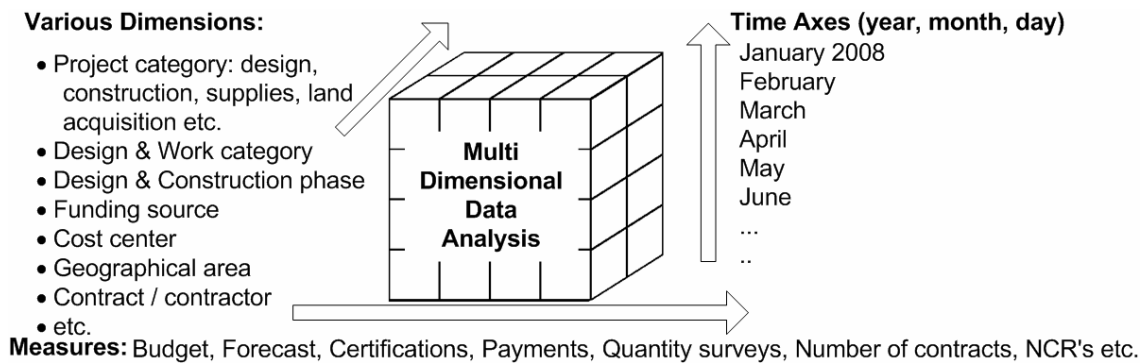 Various Dimensions:
• Project category: design,
construction, supplies, land
acquisition etc.
• Design & Work category
• Design & Construction phase
• Funding source
• Cost center
• Geographical area
• Contract / contractor
• etc.
Multi
Dimensional
Data
Analysis
Time Axes (year, month, day)
January 2008
February
March
April
May
June
...
..
Measures: Budget, Forecast, Certifications, Payments, Quantity surveys, Number of contracts, NCR's etc.